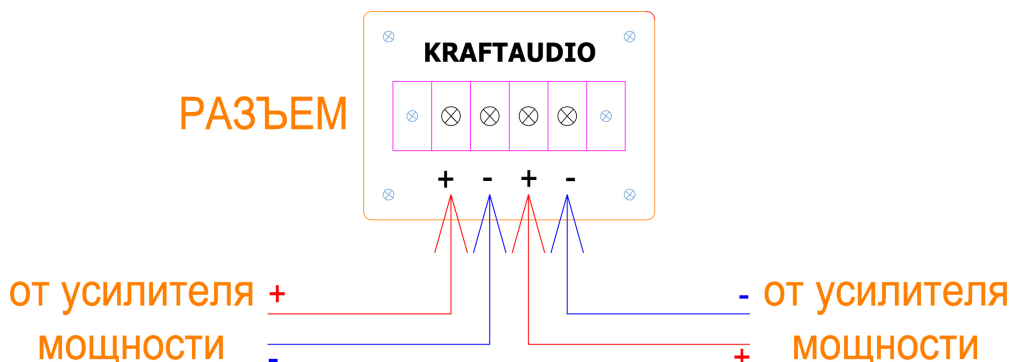 KRAFTAUDIO
РАЗЪЕМ
+ - + -
от усилителя + - от усилителя
мощности - + мощности